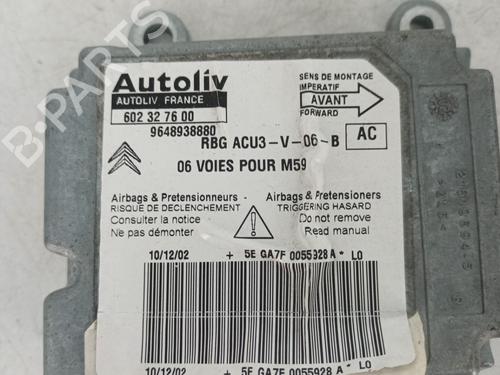 B-PARTS
Autoliv
AUTOLIV FRANCE
602 32 76 00
9648938880
SENS DE MONTAGE
IMPERATIF
AVANT
FORWARD
RBG ACU3-V-06-B
AC
06 VOIES POUR M59
Airbags & Pretensionneurs
RISQUE DE DECLENCHEMENT
Consulter la notice
Ne pas démonter
Airbags & Pretensioners
TRIGGERING HASARD
Do not remove
Read manual
10/12/02 + 5E GA7F 0055928 A * L0
10/12/02 + 5E GA7F 0055928 A * L0